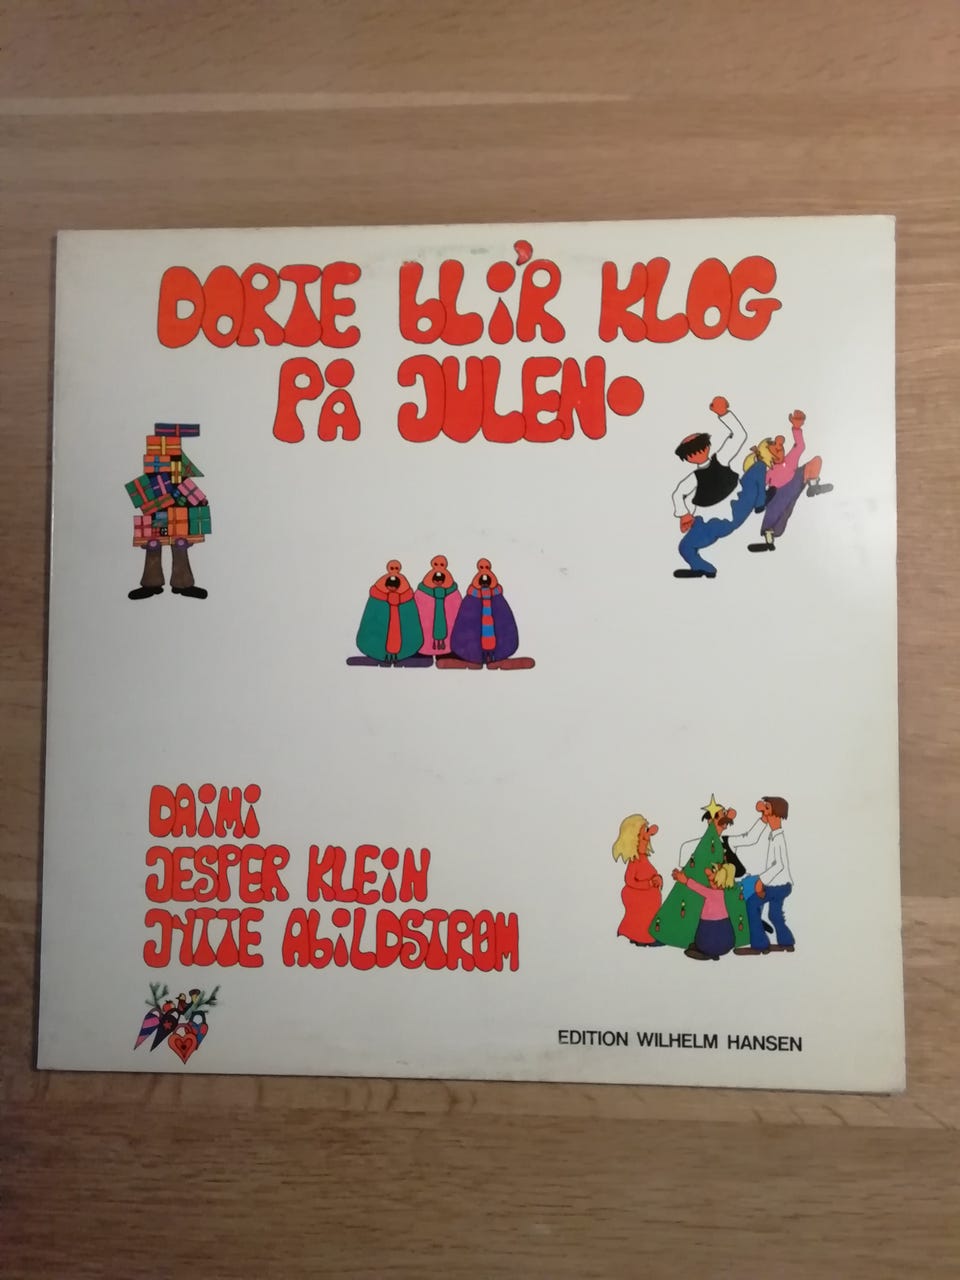 DORTE bLi'R KLOG
PÅ JULEN.
DAiMi
JESPER KLEiN
JYTTE AbiLDSTRØM
EDITION WILHELM HANSEN